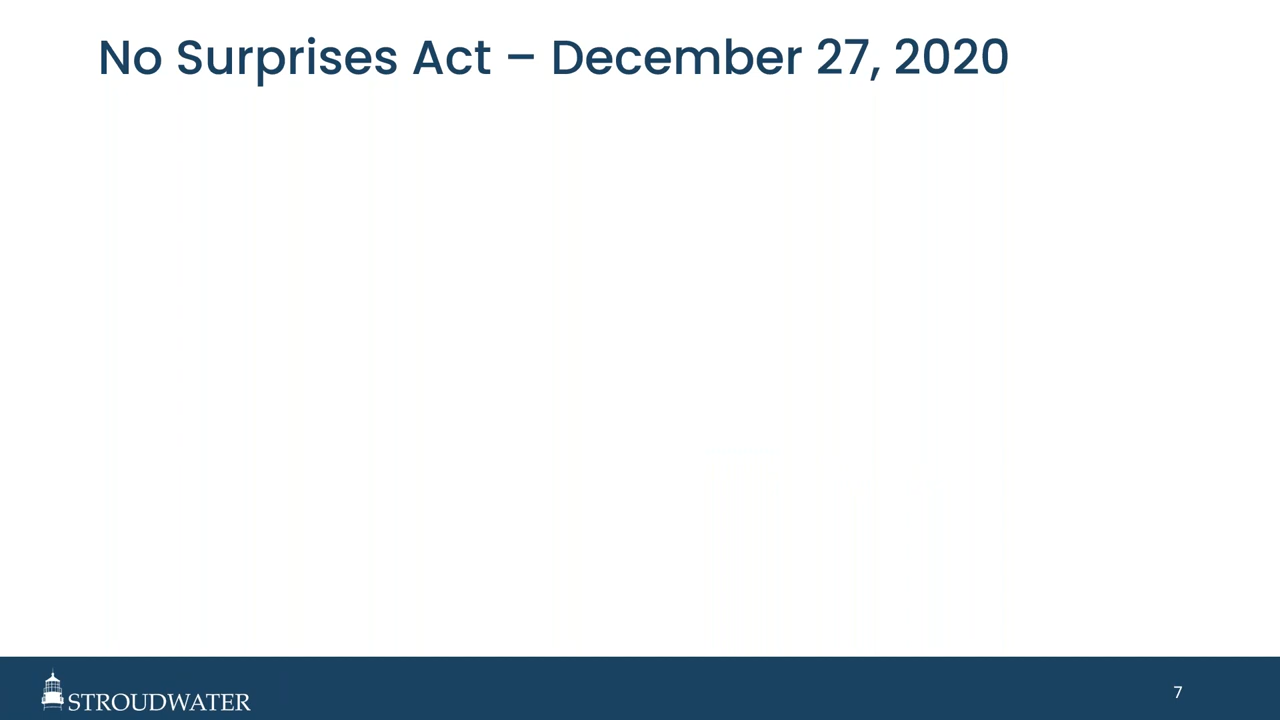 No Surprises Act – December 27, 2020
STROUDWATER
7